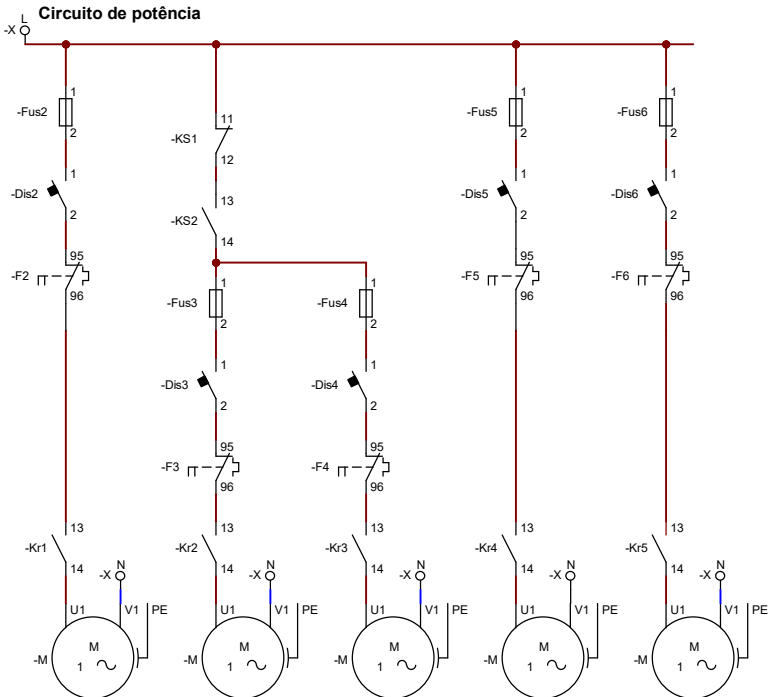 Circuito de potência
L
-X
1
-Fus2
2
1
-Dis2
2
95
-F2
96
13
-Kr1
14
N
-X
U1
V1
PE
M
-M
1
11
-KS1
12
13
-KS2
14
1
-Fus3
2
1
-Dis3
2
95
-F3
96
13
-Kr2
14
N
-X
U1
V1
PE
M
-M
1
1
-Fus4
2
1
-Dis4
2
95
-F4
96
13
-Kr3
14
N
-X
U1
V1
PE
M
-M
1
1
-Fus5
2
1
-Dis5
2
95
-F5
96
13
-Kr4
14
N
-X
U1
V1
PE
M
-M
1
1
-Fus6
2
1
-Dis6
2
95
-F6
96
13
-Kr5
14
N
-X
U1
V1
PE
M
-M
1